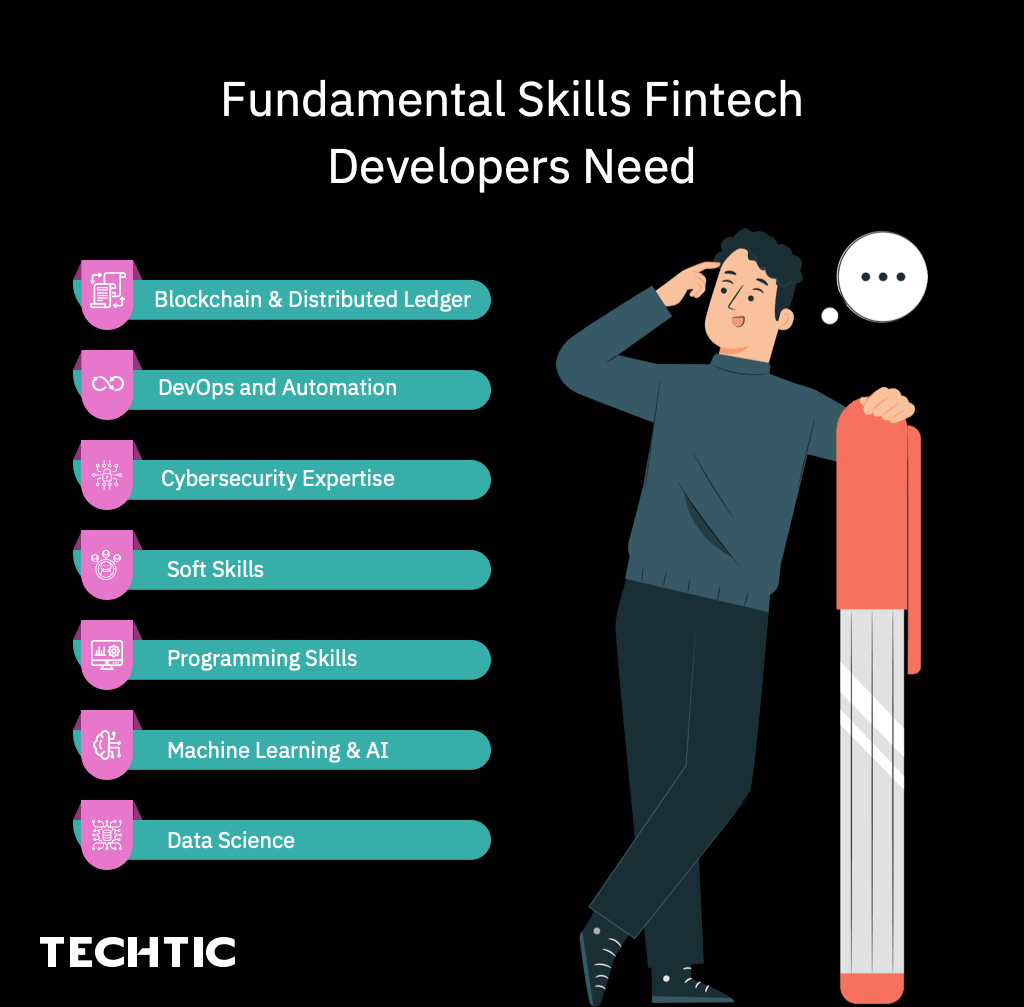 Fundamental Skills Fintech
Developers Need
Blockchain & Distributed Ledger
DevOps and Automation
Cybersecurity Expertise
Soft Skills
Programming Skills
Machine Learning & AI
Data Science
TECHTIC